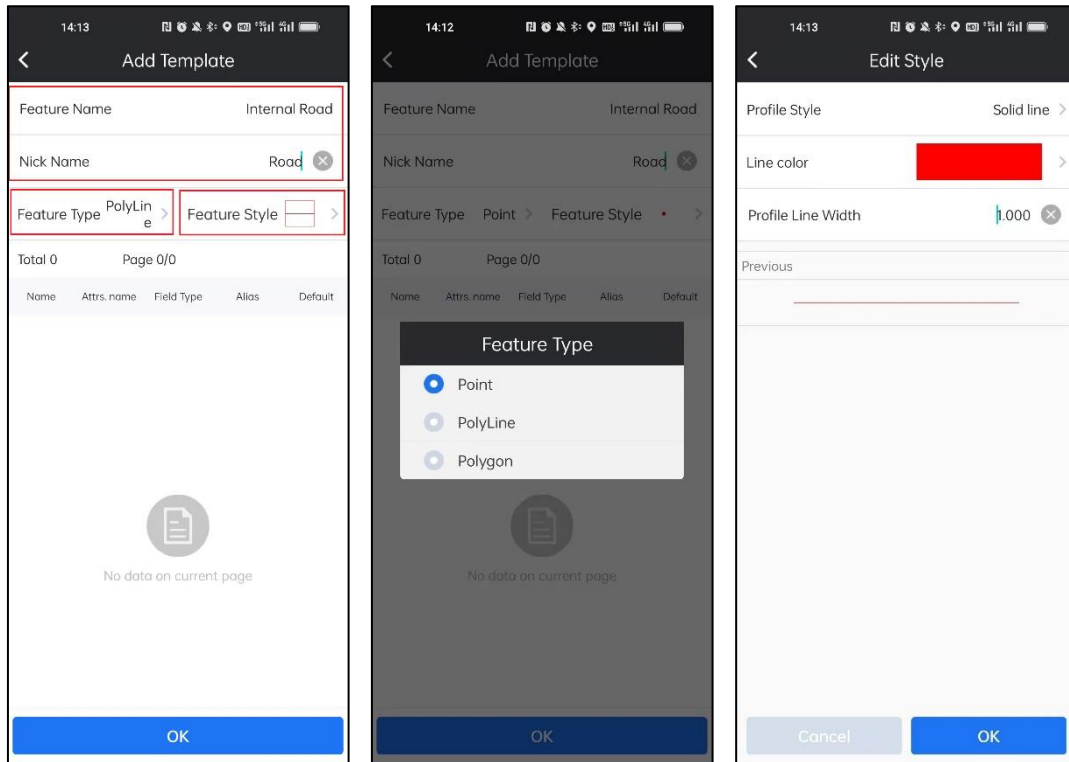 14:13
Add Template
Feature Name Internal Road
Nick Name Road
Feature Type PolyLin
e Feature Style
Total 0 Page 0/0
Name Attrs. name Field Type Alias Default
No data on current page
OK
14:12
Add Template
Feature Name Internal Road
Nick Name Road
Feature Type Point Feature Style
Total 0 Page 0/0
Name Attrs. name Field Type Alias Default
Feature Type
Point
PolyLine
Polygon
No data on current page
OK
14:13
Edit Style
Profile Style Solid line
Line color
Profile Line Width 1.000
Previous
Cancel OK